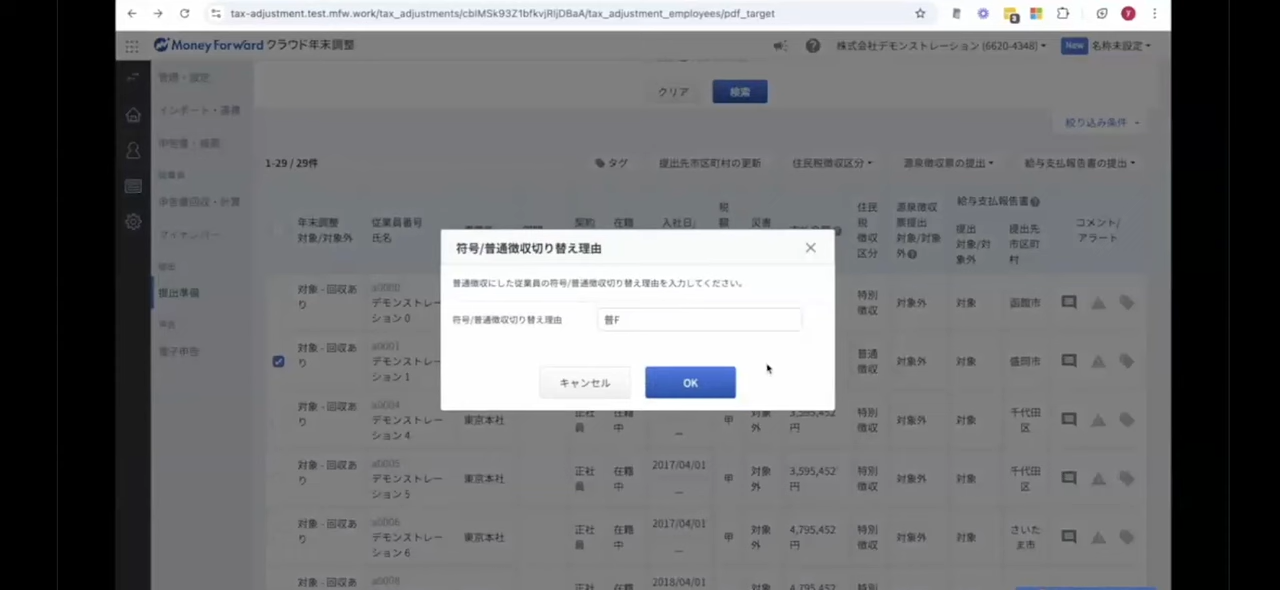 tax-adjustment.test.mfw.work/tax_adjustments/cblMSk93Z1bfkvjRljDBaA/tax_adjustment_employees/pdf_target
Money Forward クラウド年末調整
株式会社デモンストレーション (6620-4348)
New 名称未設定
管理・設定
インポート・連携
従業員
申告書回収・計算
マイナンバー
提出
提出準備
申告
電子申告
クリア 検索
絞り込み条件
1-29 / 29件 タグ 提出先市区町村の更新 住民税徴収区分 源泉徴収票の提出 給与支払報告書の提出
年末調整 対象/対象外
従業員番号 氏名
契約
在籍
入社日
税額
災害
住民税徴収区分
源泉徴収票提出 対象/対象外
給与支払報告書
提出 対象/対象外
提出先市区町村
コメント/アラート
符号/普通徴収切り替え理由
普通徴収にした従業員の符号/普通徴収切り替え理由を入力してください。
符号/普通徴収切り替え理由 普F
キャンセル OK
対象 - 回収あり a0000 デモンストレーション 0 特別徴収 対象外 対象 函館市
対象 - 回収あり a0001 デモンストレーション 1 普通徴収 対象外 対象 盛岡市
対象 - 回収あり a0004 デモンストレーション 4 東京本社 正社員 在籍中 — 甲 対象外 3,595,452円 特別徴収 対象外 対象 千代田区
対象 - 回収あり a0005 デモンストレーション 5 東京本社 正社員 在籍中 2017/04/01 — 甲 対象外 3,595,452円 特別徴収 対象外 対象 千代田区
対象 - 回収あり a0006 デモンストレーション 6 東京本社 正社員 在籍中 2017/04/01 — 甲 対象外 4,795,452円 特別徴収 対象外 対象 さいたま市
対象 - 回収あ a0008 2018/04/01 4,795,452 特別